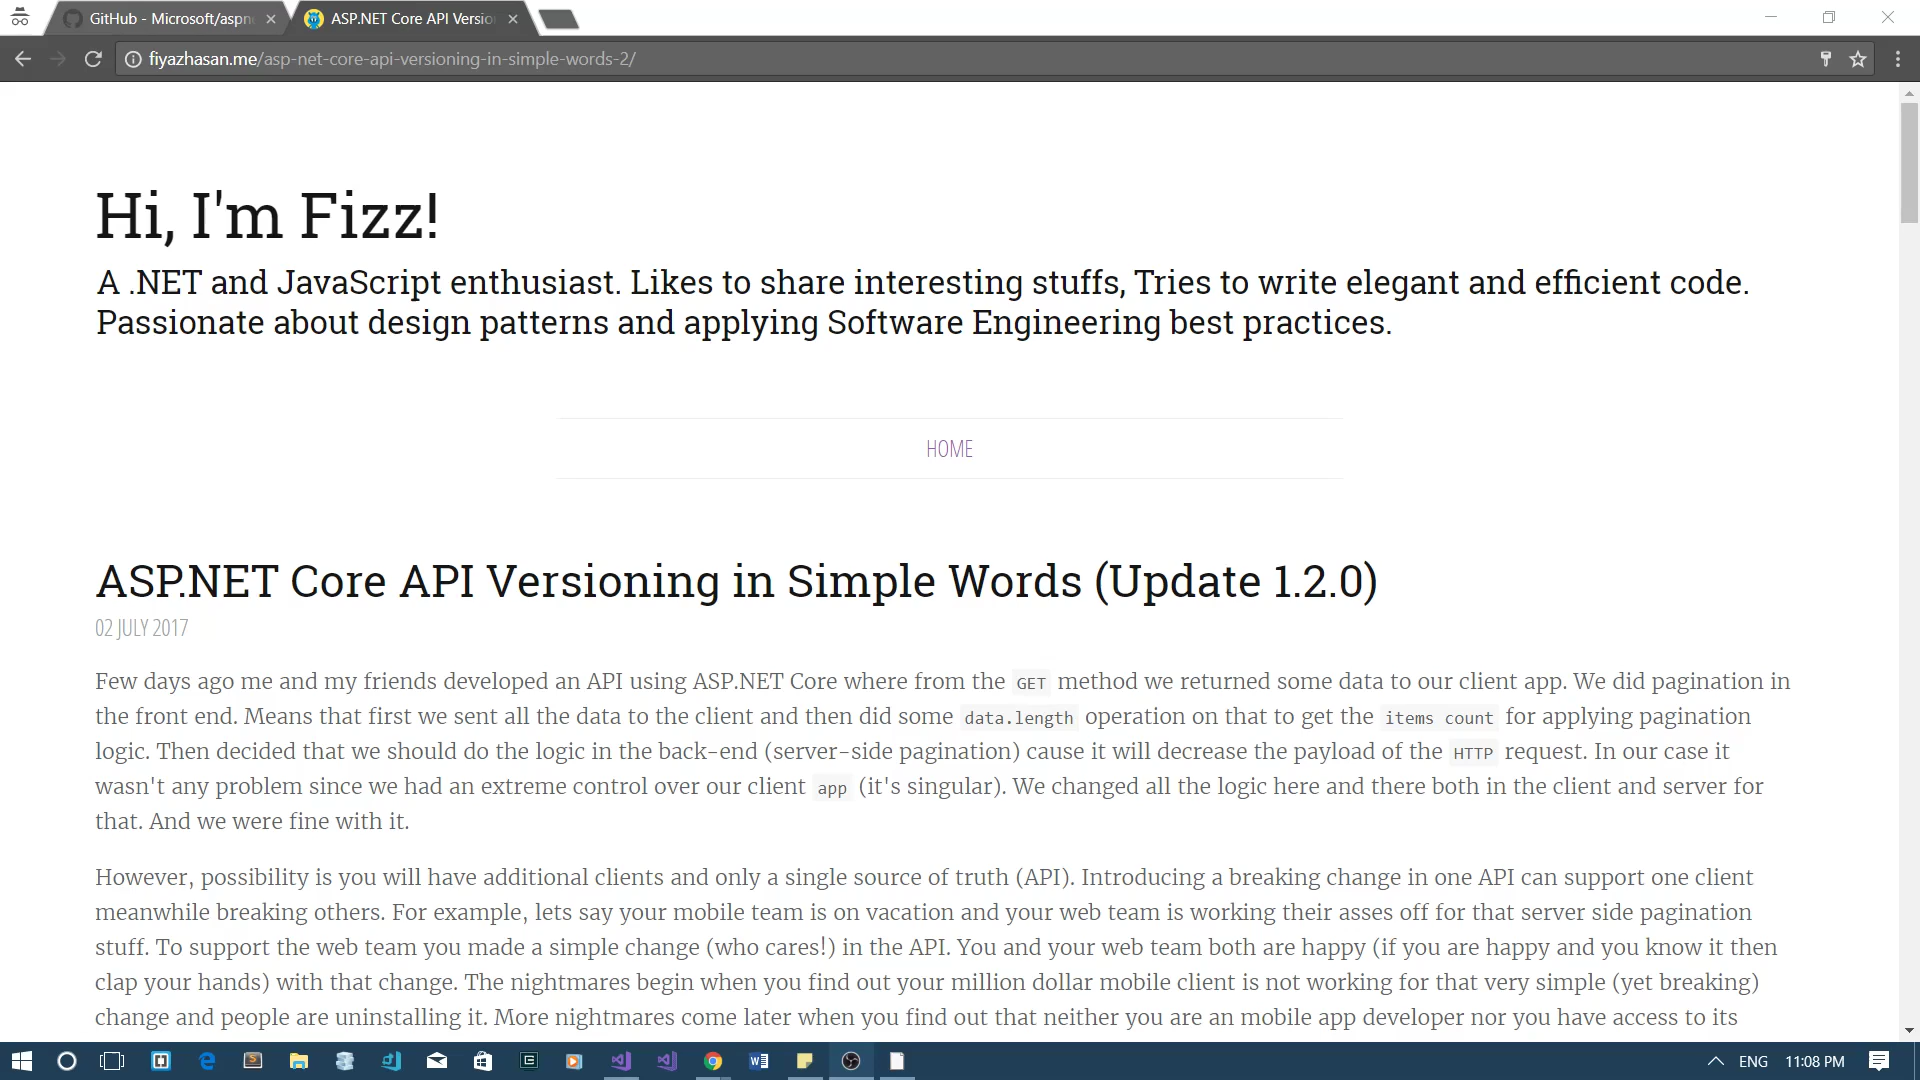 GitHub - Microsoft/aspn
ASP.NET Core API Versio
fiyazhasan.me/asp-net-core-api-versioning-in-simple-words-2/
Hi, I'm Fizz!
A .NET and JavaScript enthusiast. Likes to share interesting stuffs, Tries to write elegant and efficient code.
Passionate about design patterns and applying Software Engineering best practices.
HOME
ASP.NET Core API Versioning in Simple Words (Update 1.2.0)
02 JULY 2017
Few days ago me and my friends developed an API using ASP.NET Core where from the GET method we returned some data to our client app. We did pagination in
the front end. Means that first we sent all the data to the client and then did some data.length operation on that to get the items count for applying pagination
logic. Then decided that we should do the logic in the back-end (server-side pagination) cause it will decrease the payload of the HTTP request. In our case it
wasn't any problem since we had an extreme control over our client app (it's singular). We changed all the logic here and there both in the client and server for
that. And we were fine with it.
However, possibility is you will have additional clients and only a single source of truth (API). Introducing a breaking change in one API can support one client
meanwhile breaking others. For example, lets say your mobile team is on vacation and your web team is working their asses off for that server side pagination
stuff. To support the web team you made a simple change (who cares!) in the API. You and your web team both are happy (if you are happy and you know it then
clap your hands) with that change. The nightmares begin when you find out your million dollar mobile client is not working for that very simple (yet breaking)
change and people are uninstalling it. More nightmares come later when you find out that neither you are an mobile app developer nor you have access to its
ENG
11:08 PM